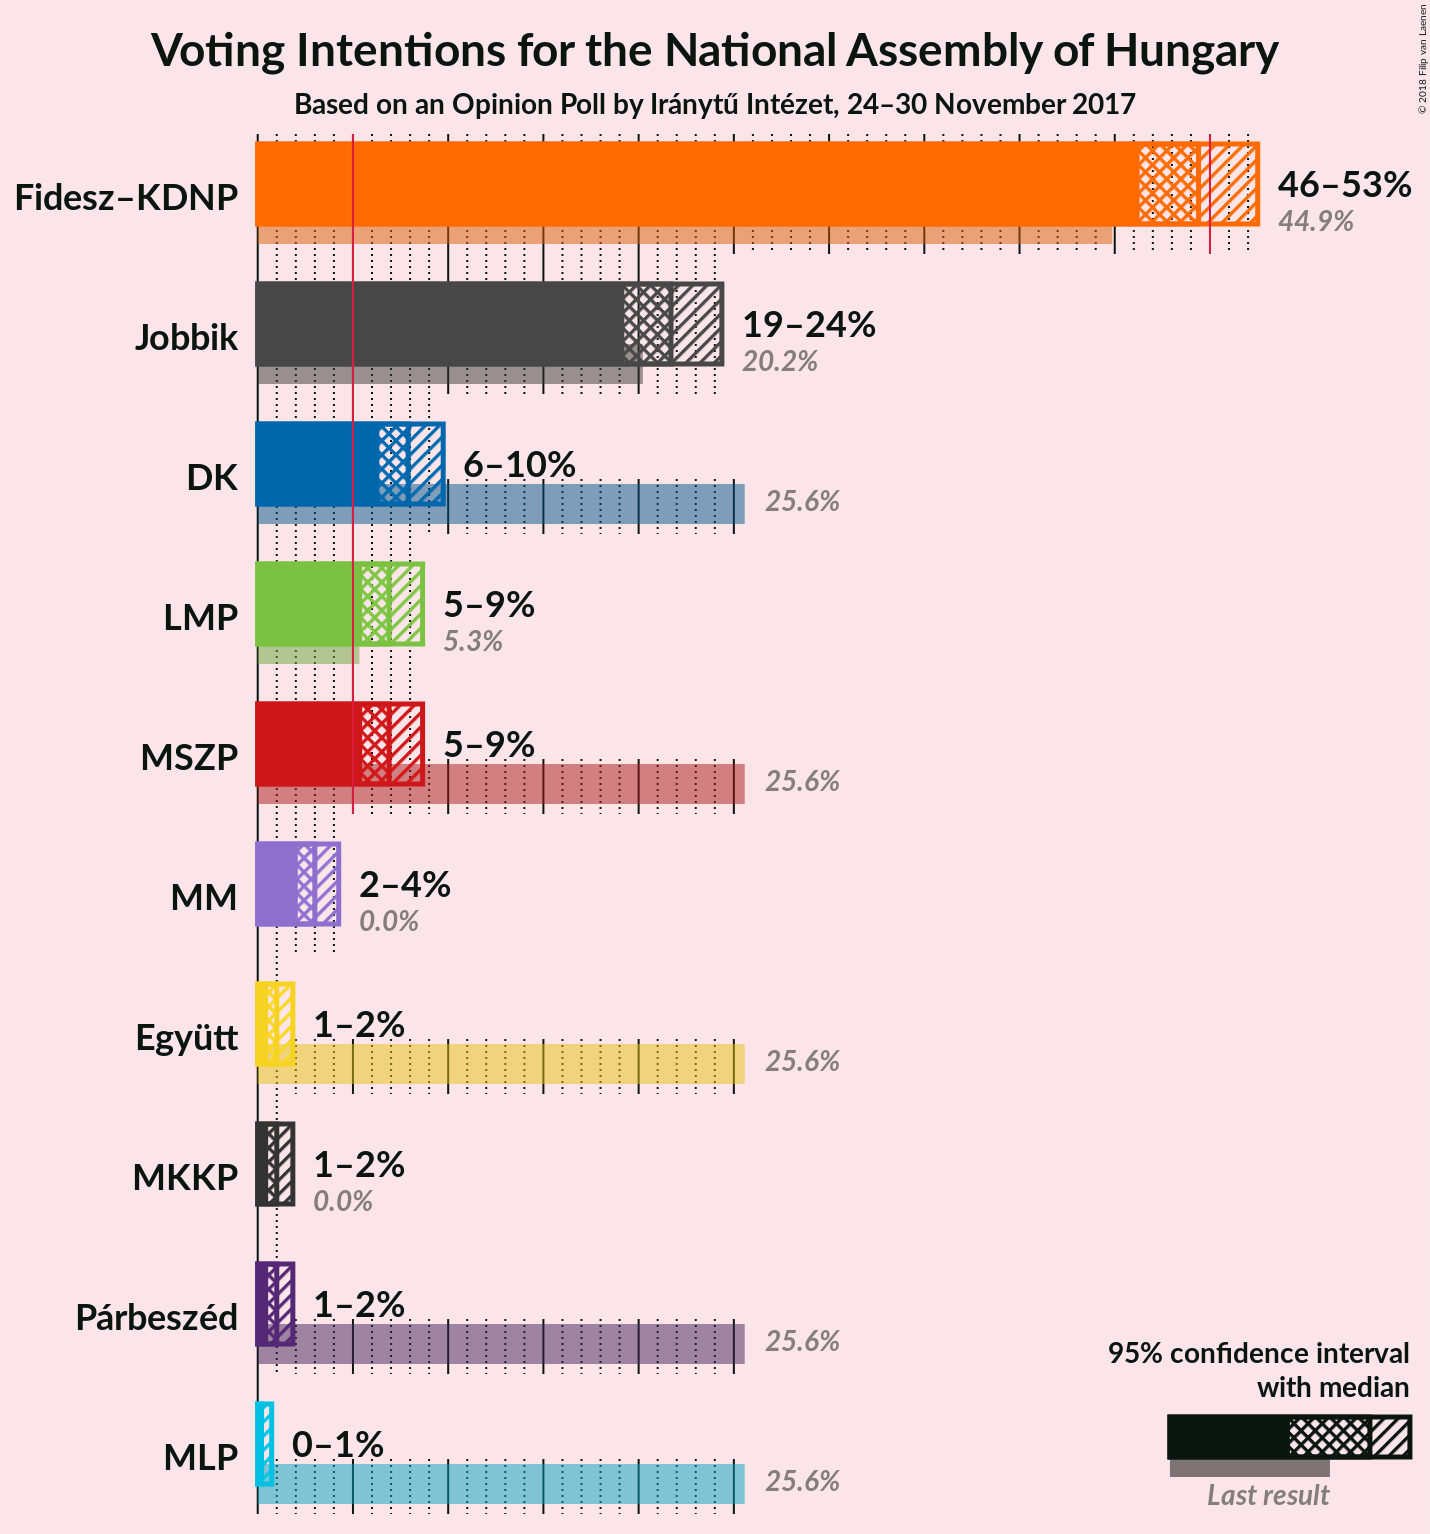 Voting Intentions for the National Assembly of Hungary
Based on an Opinion Poll by Iránytű Intézet, 24–30 November 2017
© 2018 Filip van Laenen
Fidesz–KDNP
46–53%
44.9%
Jobbik
19–24%
20.2%
DK
6–10%
25.6%
LMP
5–9%
5.3%
MSZP
5–9%
25.6%
MM
2–4%
0.0%
Együtt
1–2%
25.6%
MKKP
1–2%
0.0%
Párbeszéd
1–2%
25.6%
MLP
0–1%
25.6%
95% confidence interval
with median
Last result